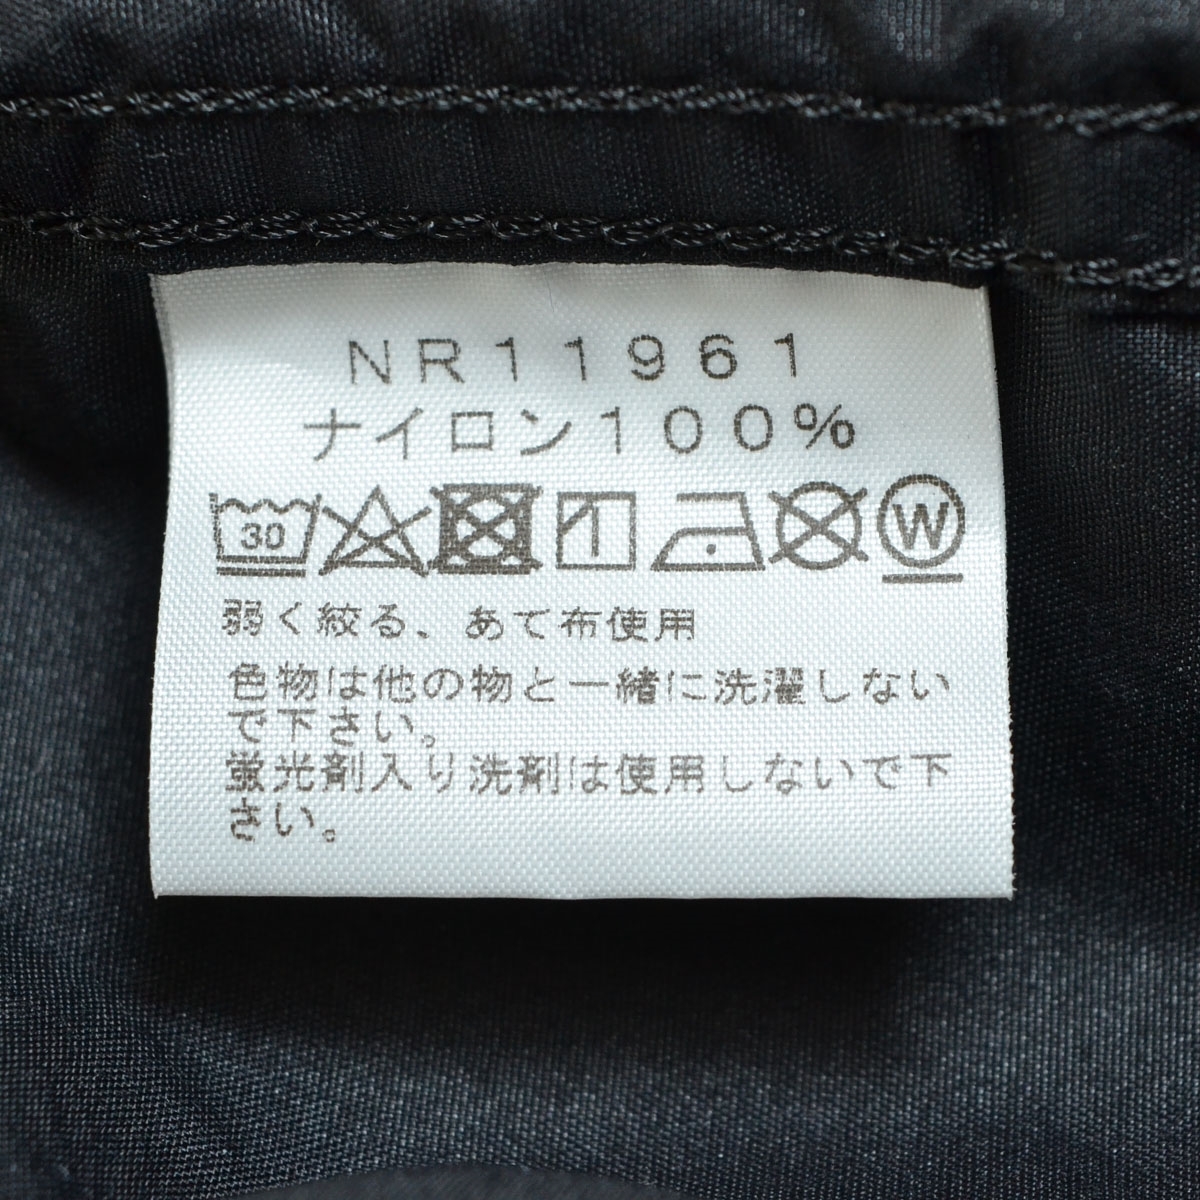 NR11961
ナイロン100%
30 W
弱く絞る、あて布使用
色物は他の物と一緒に洗濯しない
で下さい。
蛍光剤入り洗剤は使用しないで下
さい。